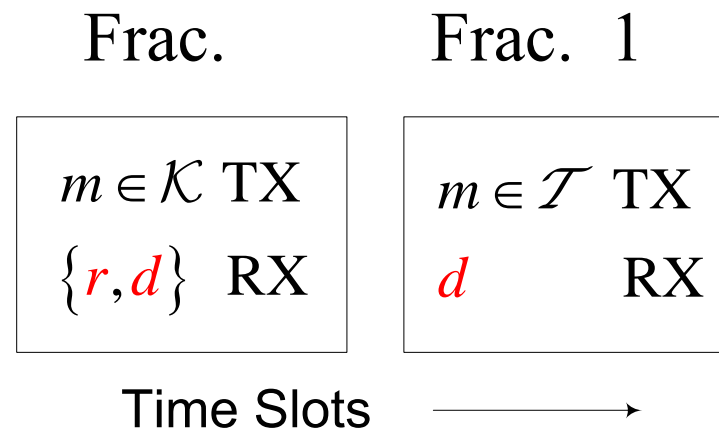 Frac.
Frac. 1
m ∈ 𝒦 TX
{r,d} RX
m ∈ 𝒯 TX
d RX
Time Slots